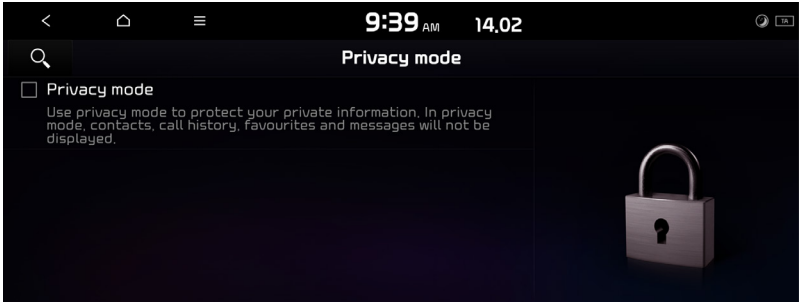 9:39 AM 14.02
TA
Privacy mode
Privacy mode
Use privacy mode to protect your private information. In privacy
mode, contacts, call history, favourites and messages will not be
displayed.